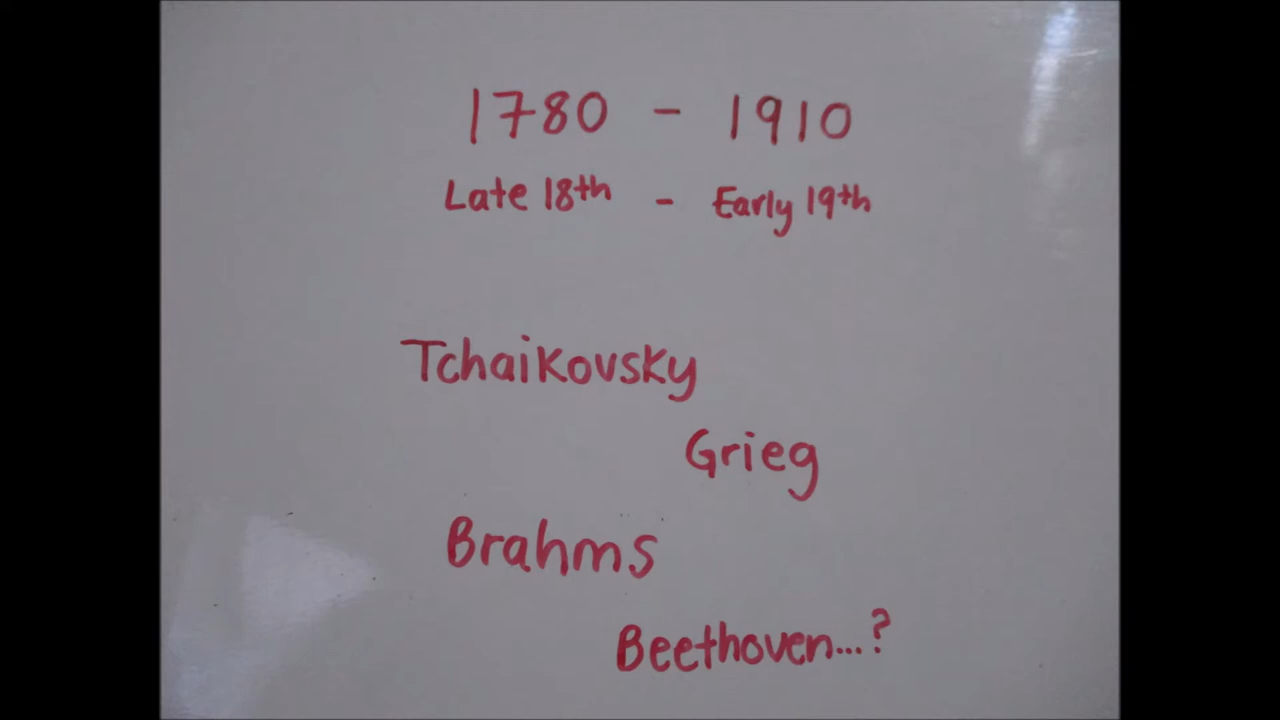 1780 - 1910
Late 18th - Early 19th
Tchaikovsky
Grieg
Brahms
Beethoven...?